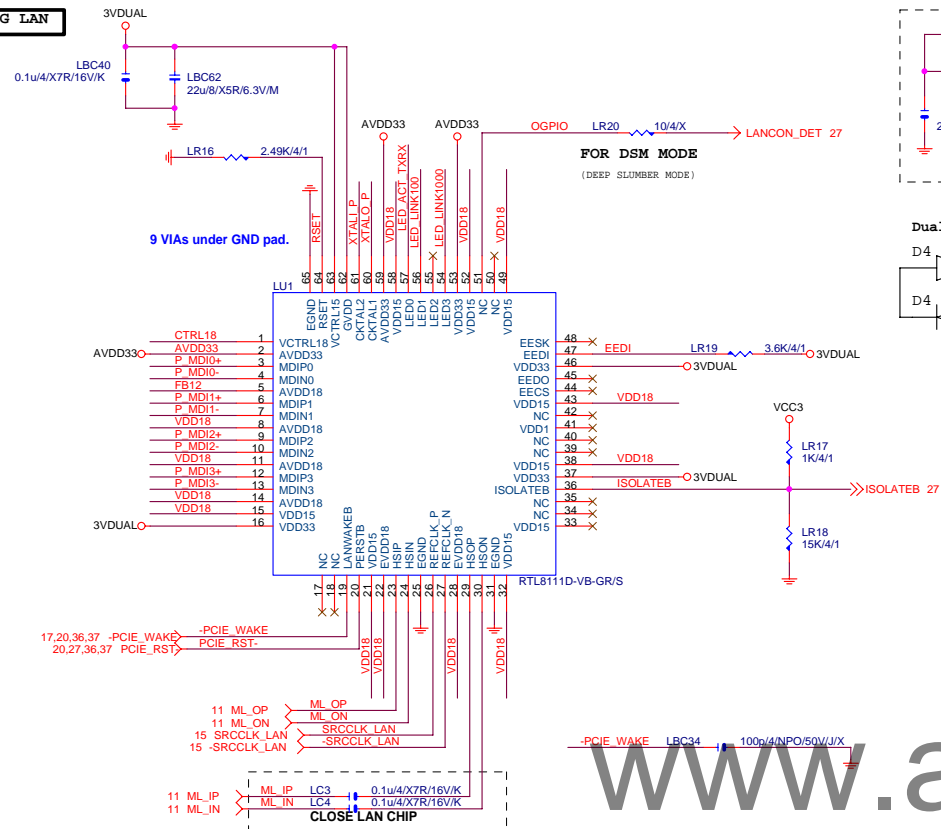 G LAN
3VDUAL
LBC40
0.1u/4/X7R/16V/K
LBC62
22u/8/X5R/6.3V/M
LR16 2.49K/4/1
AVDD33 AVDD33
OGPIO LR20 10/4/X LANCON_DET 27
FOR DSM MODE
(DEEP SLUMBER MODE)
9 VIAs under GND pad.
RSET
XTALI_P
XTALO_P
VDD18
LED_ACT_TXRX
LED_LINK100
LED_LINK1000
VDD18
VDD18
65 64 63 62 61 60 59 58 57 56 55 54 53 52 51 50 49
LU1
EGND RSET VCTRL15 GVDD CKTAL2 CKTAL1 AVDD33 VDD15 LED0 LED1 LED2 LED3 VDD33 VDD15 NC NC VDD15
CTRL18 1 VCTRL18
AVDD33 AVDD33 2 AVDD33
P_MDI0+ 3 MDIP0
P_MDI0- 4 MDIN0
FB12 5 AVDD18
P_MDI1+ 6 MDIP1
P_MDI1- 7 MDIN1
VDD18 8 AVDD18
P_MDI2+ 9 MDIP2
P_MDI2- 10 MDIN2
VDD18 11 AVDD18
P_MDI3+ 12 MDIP3
P_MDI3- 13 MDIN3
VDD18 14 AVDD18
VDD18 15 VDD15
3VDUAL 16 VDD33
EESK 48
EEDI 47 EEDI LR19 3.6K/4/1 3VDUAL
VDD33 46 3VDUAL
EEDO 45
EECS 44
VDD15 43 VDD18
NC 42
VDD1 41
NC 40
NC 39
VDD15 38 VDD18
VDD33 37 3VDUAL
ISOLATEB 36 ISOLATEB ISOLATEB 27
NC 35
NC 34
VDD15 33
VCC3
LR17
1K/4/1
LR18
15K/4/1
NC NC LANWAKEB PERSTB VDD15 EVDD18 HSIP HSIN EGND REFCLK_P REFCLK_N EVDD18 HSOP HSON EGND VDD15
RTL8111D-VB-GR/S
17 18 19 20 21 22 23 24 25 26 27 28 29 30 31 32
17,20,36,37 -PCIE_WAKE -PCIE_WAKE
20,27,36,37 PCIE_RST- PCIE_RST-
VDD18 VDD18 VDD18 VDD18
11 ML_OP ML_OP
11 ML_ON ML_ON
15 SRCCLK_LAN SRCCLK_LAN
15 -SRCCLK_LAN -SRCCLK_LAN
11 ML_IP ML_IP LC3 0.1u/4/X7R/16V/K
11 ML_IN ML_IN LC4 0.1u/4/X7R/16V/K
CLOSE LAN CHIP
-PCIE_WAKE LBC34 100p/4/NPO/50V/J/X
2
Dual
D4
D4
www.a